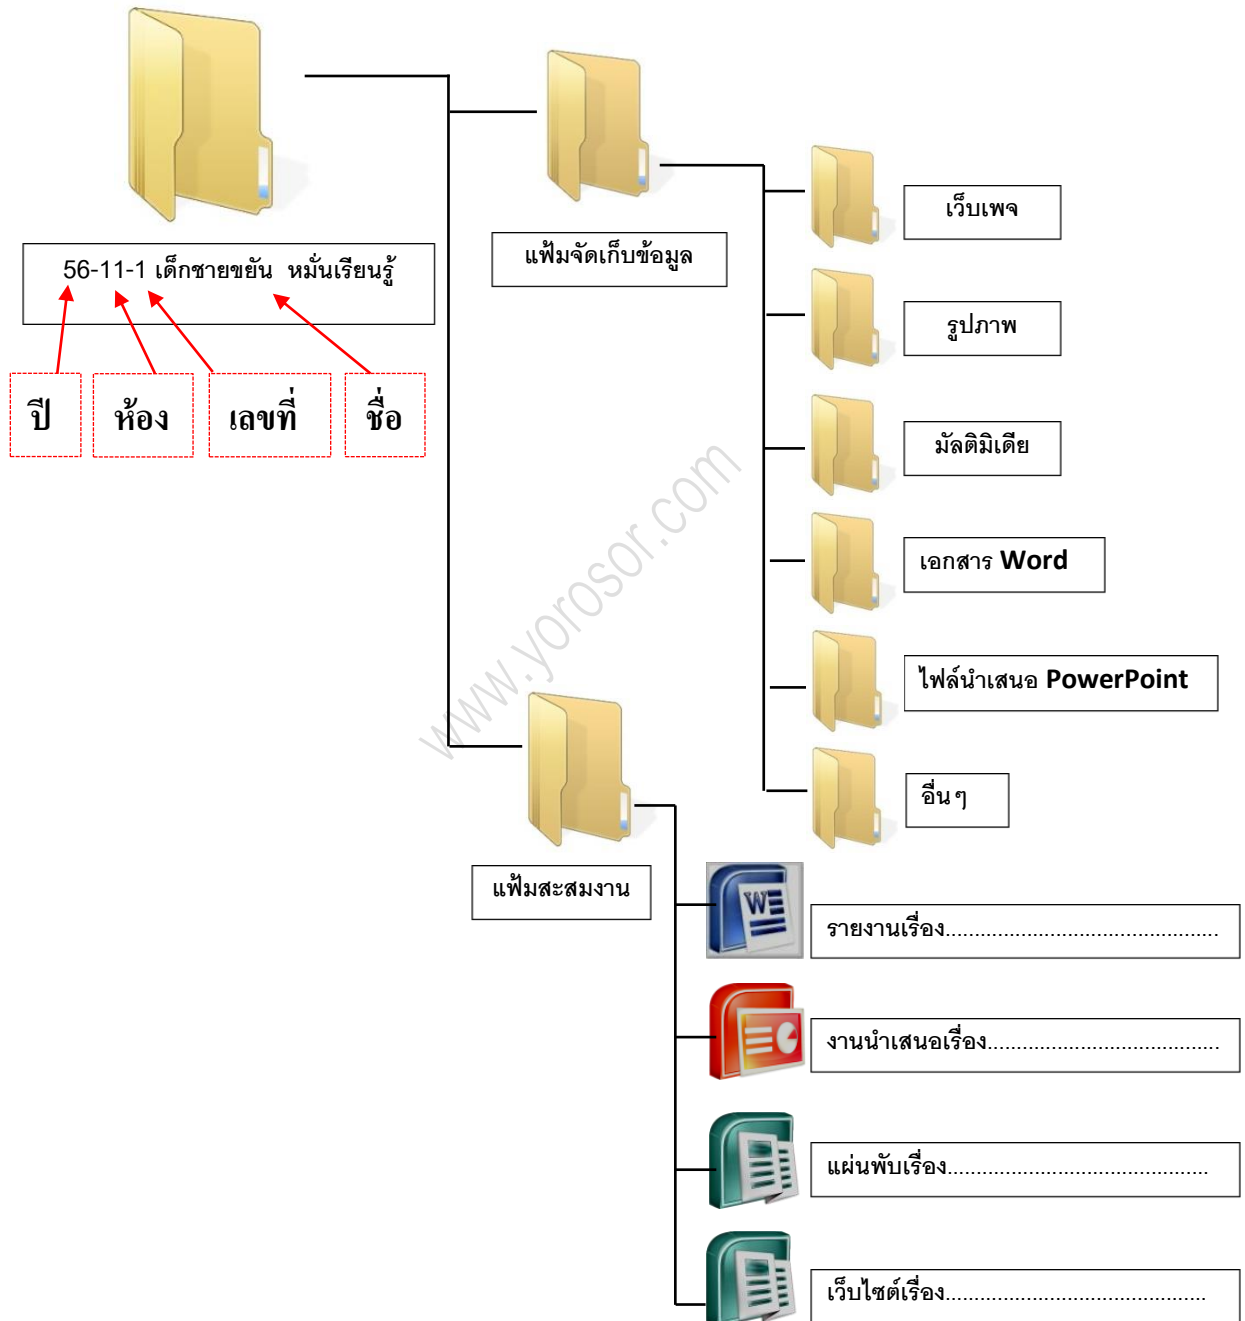 56-11-1 เด็กชายขยัน หมั่นเรียนรู้
ปี
ห้อง
เลขที่
ชื่อ
แฟ้มจัดเก็บข้อมูล
เว็บเพจ
รูปภาพ
มัลติมิเดีย
เอกสาร Word
ไฟล์นำเสนอ PowerPoint
อื่นๆ
www.yorosor.com
แฟ้มสะสมงาน
รายงานเรื่อง...............................................
งานนำเสนอเรื่อง........................................
แผ่นพับเรื่อง.............................................
เว็บไซต์เรื่อง.............................................